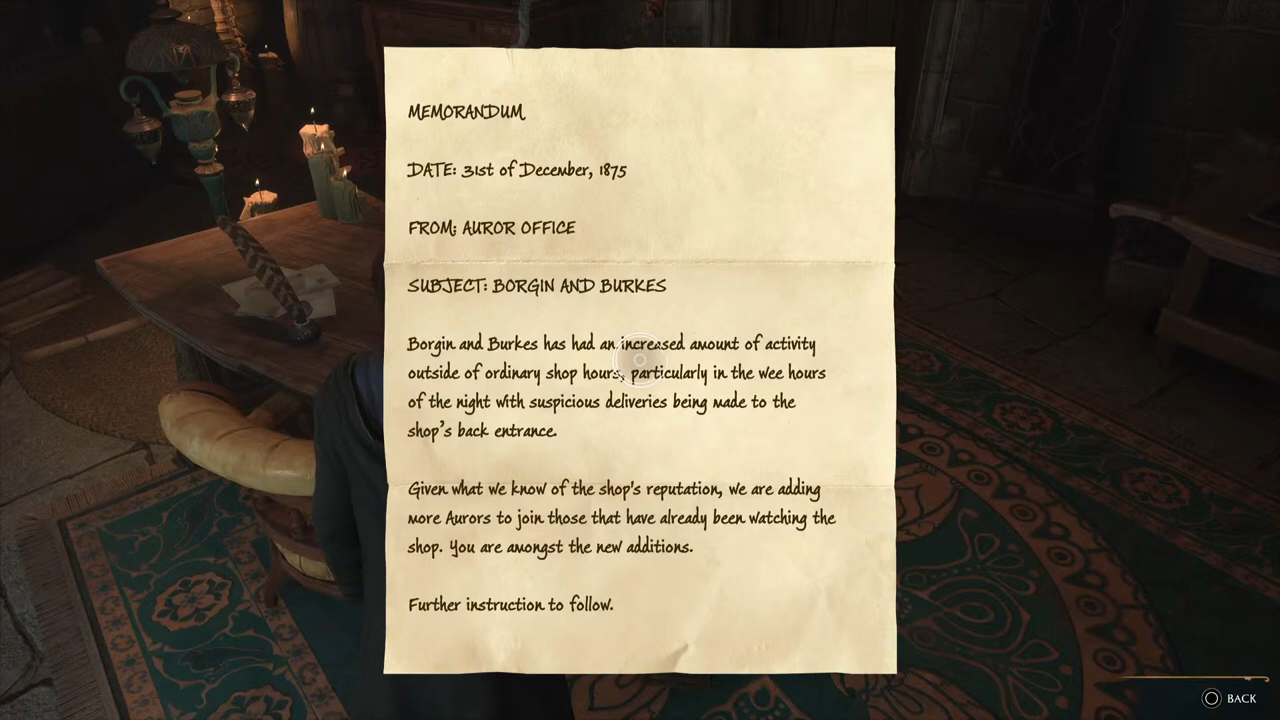 MEMORANDUM
DATE: 31st of December, 1875
FROM: AUROR OFFICE
SUBJECT: BORGIN AND BURKES
Borgin and Burkes has had an increased amount of activity
outside of ordinary shop hours, particularly in the wee hours
of the night with suspicious deliveries being made to the
shop's back entrance.
Given what we know of the shop's reputation, we are adding
more Aurors to join those that have already been watching the
shop. You are amongst the new additions.
Further instruction to follow.
BACK